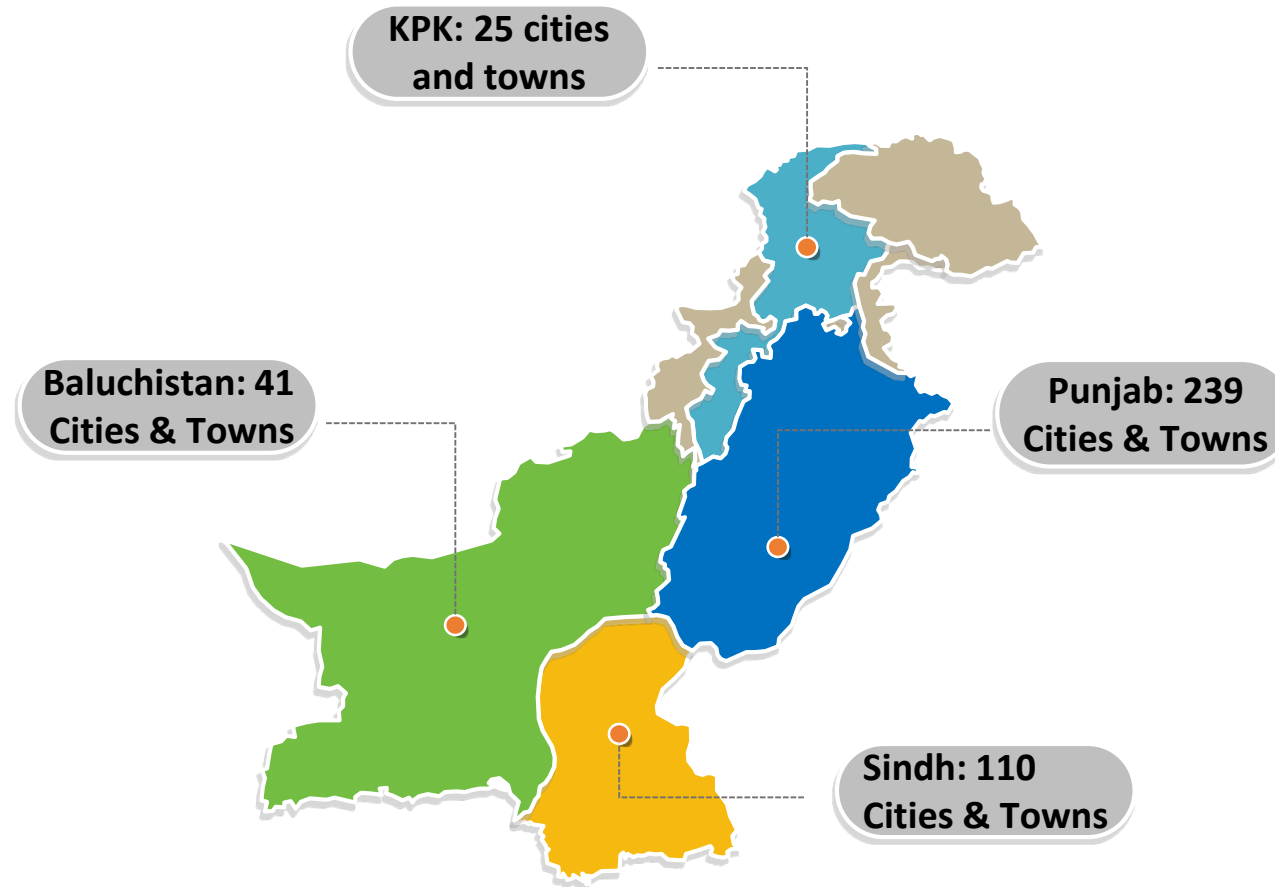 KPK: 25 cities
and towns
Baluchistan: 41
Cities & Towns
Punjab: 239
Cities & Towns
Sindh: 110
Cities & Towns